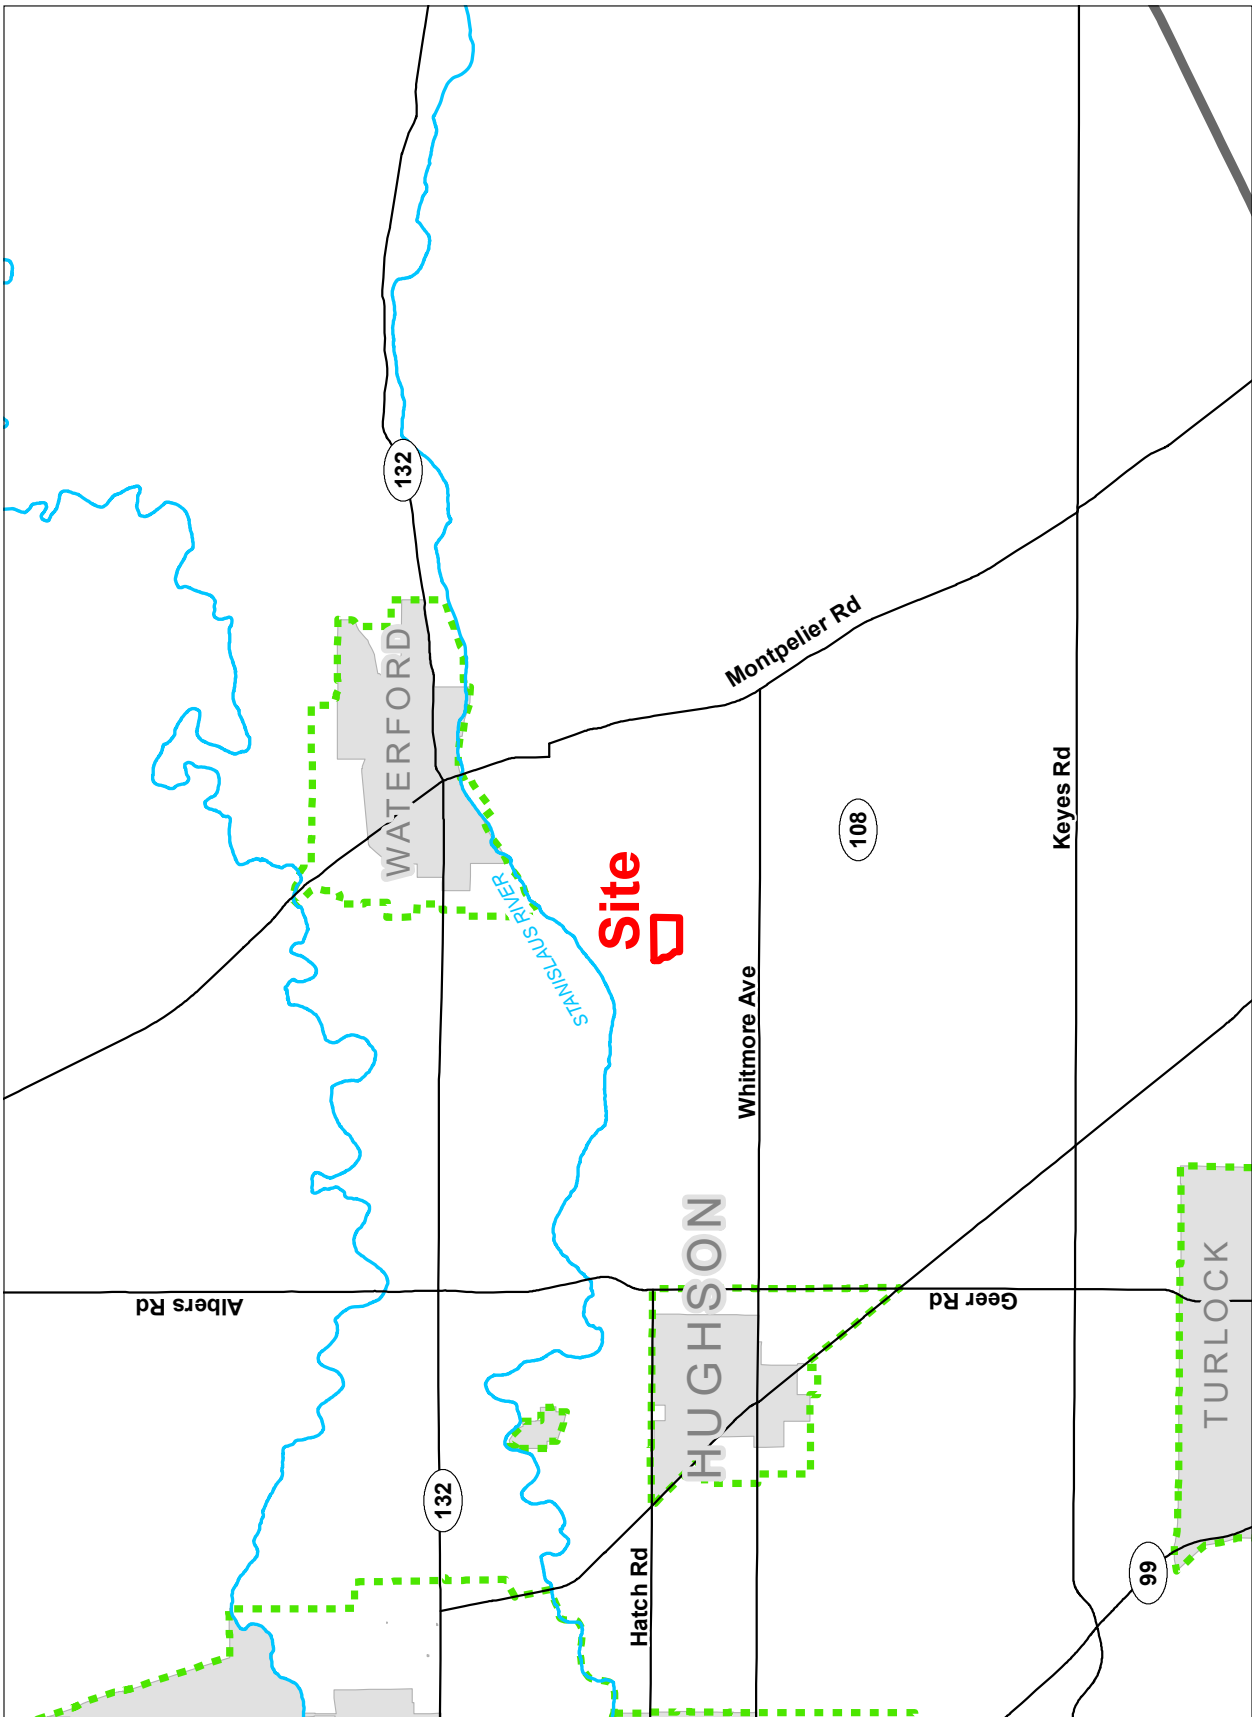 132
WATERFORD
STANISLAUS RIVER
Site
Montpelier Rd
108
Keyes Rd
Whitmore Ave
Albers Rd
HUGHSON
Geer Rd
TURLOCK
132
Hatch Rd
99